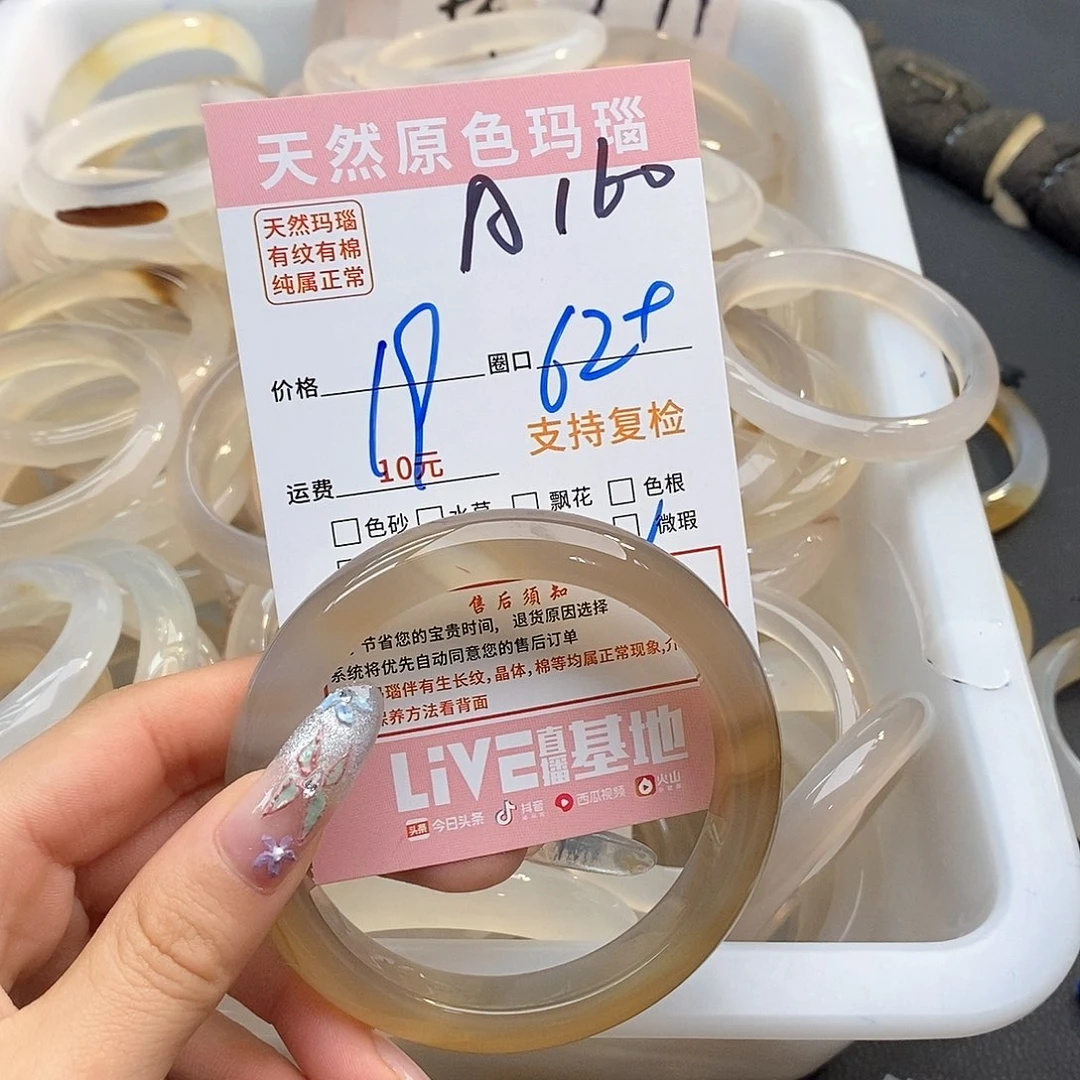 天然原色玛瑙
A160
天然玛瑙
有纹有棉
纯属正常
价格 18 圈口 62+
支持复检
运费 10元
色砂 水草 飘花 色根
微瑕
售后须知
节省您的宝贵时间，退货原因选择
系统将优先自动同意您的售后订单
玛瑙伴有生长纹,晶体,棉等均属正常现象,介
保养方法看背面
LiVE直播基地
头条 今日头条 抖音 西瓜视频 火山